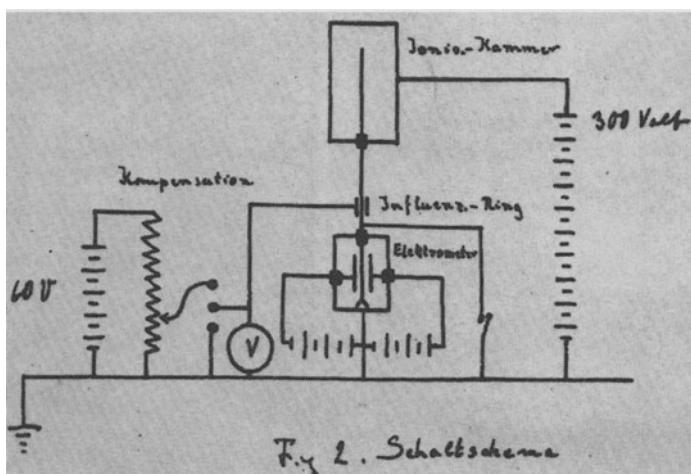 Ionis.-Kammer
300 Volt
Kompensation
Influenz-Ring
Elektrometer
60 V
V
Fig 2. Schaltschema